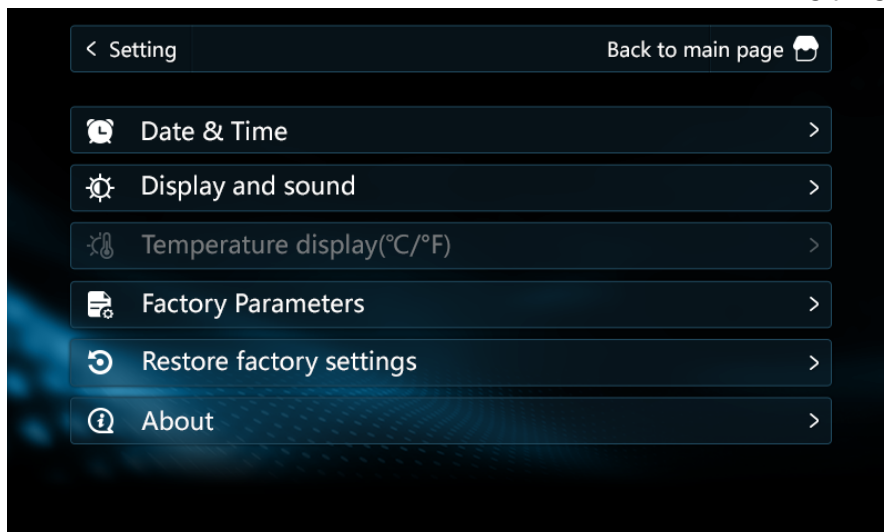 < Setting
Back to main page
Date & Time >
Display and sound >
Temperature display(°C/°F) >
Factory Parameters >
Restore factory settings >
About >